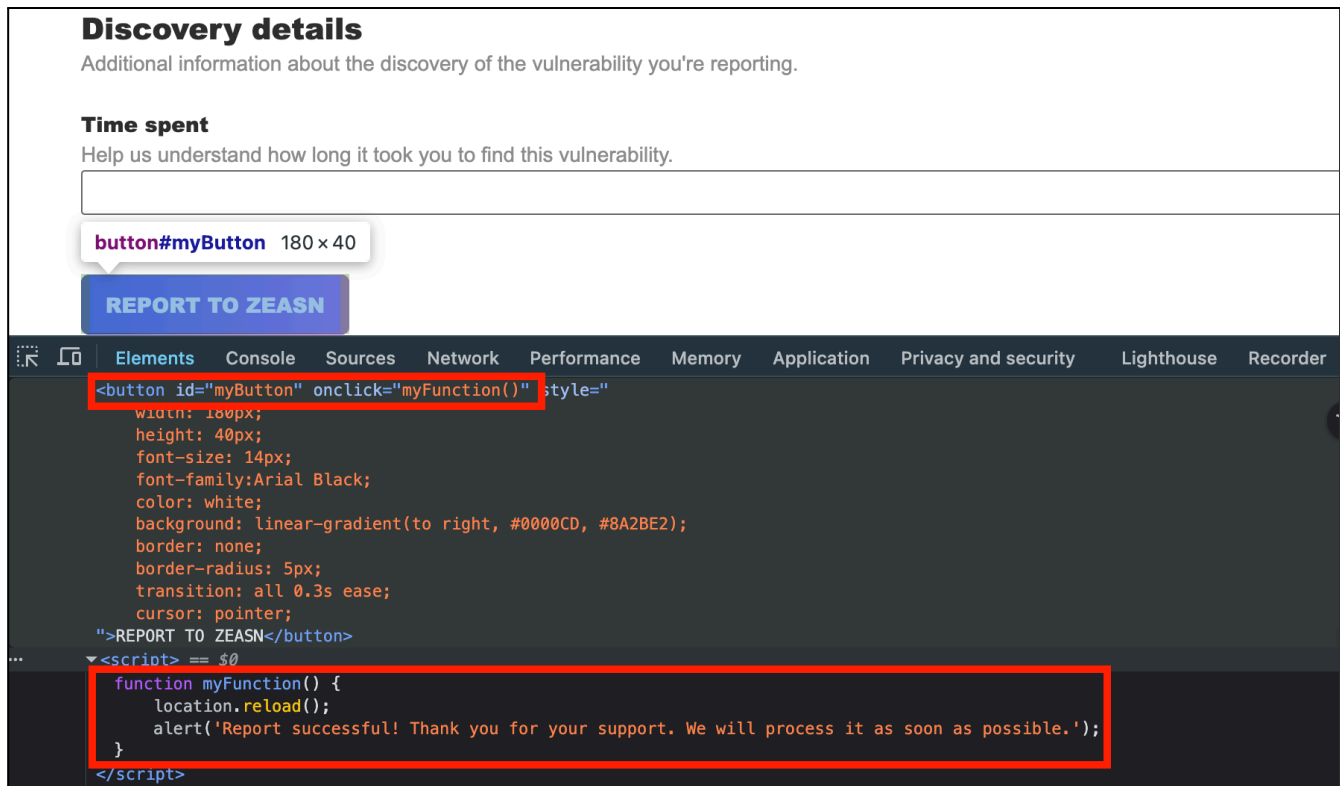 Discovery details
Additional information about the discovery of the vulnerability you're reporting.
Time spent
Help us understand how long it took you to find this vulnerability.
button#myButton 180 × 40
REPORT TO ZEASN
Elements Console Sources Network Performance Memory Application Privacy and security Lighthouse Recorder
<button id="myButton" onclick="myFunction()" style="
width: 180px;
height: 40px;
font-size: 14px;
font-family:Arial Black;
color: white;
background: linear-gradient(to right, #0000CD, #8A2BE2);
border: none;
border-radius: 5px;
transition: all 0.3s ease;
cursor: pointer;
">REPORT TO ZEASN</button>
… ▼<script> == $0
function myFunction() {
location.reload();
alert('Report successful! Thank you for your support. We will process it as soon as possible.');
}
</script>